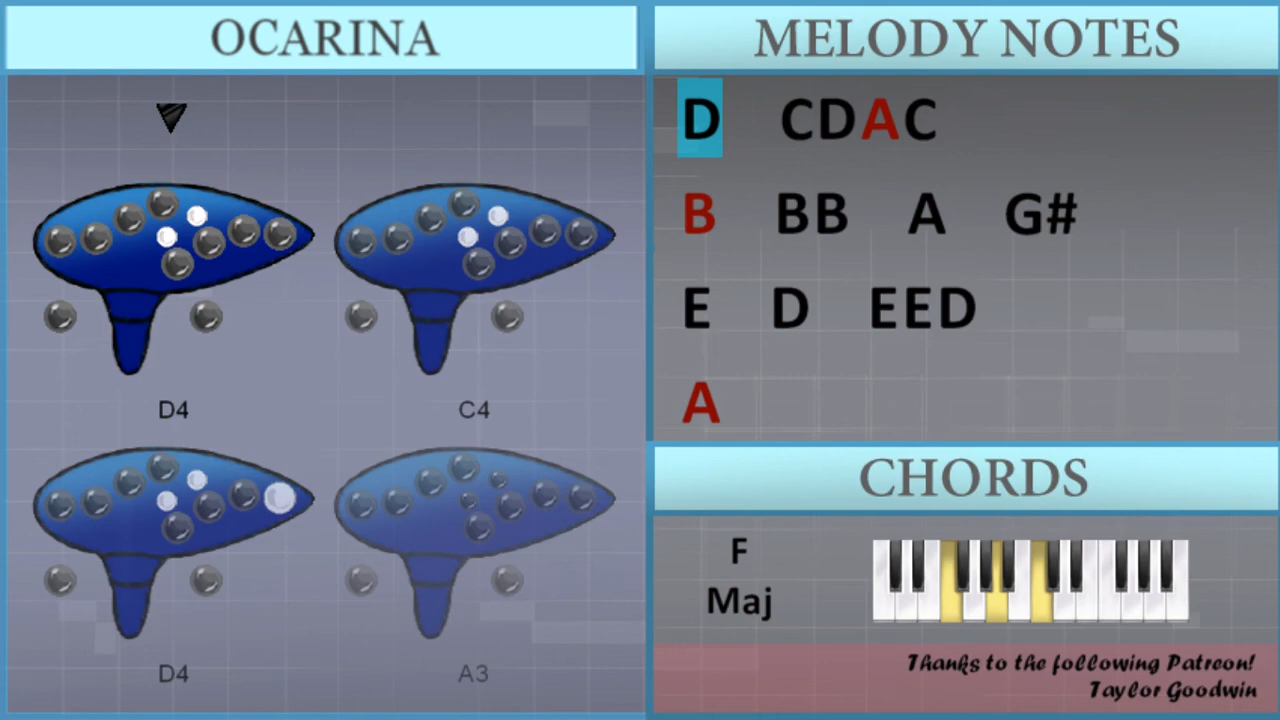 OCARINA
D4 C4
D4 A3
MELODY NOTES
D CDAC
B BB A G#
E D EED
A
CHORDS
F
Maj
Thanks to the following Patreon!
Taylor Goodwin